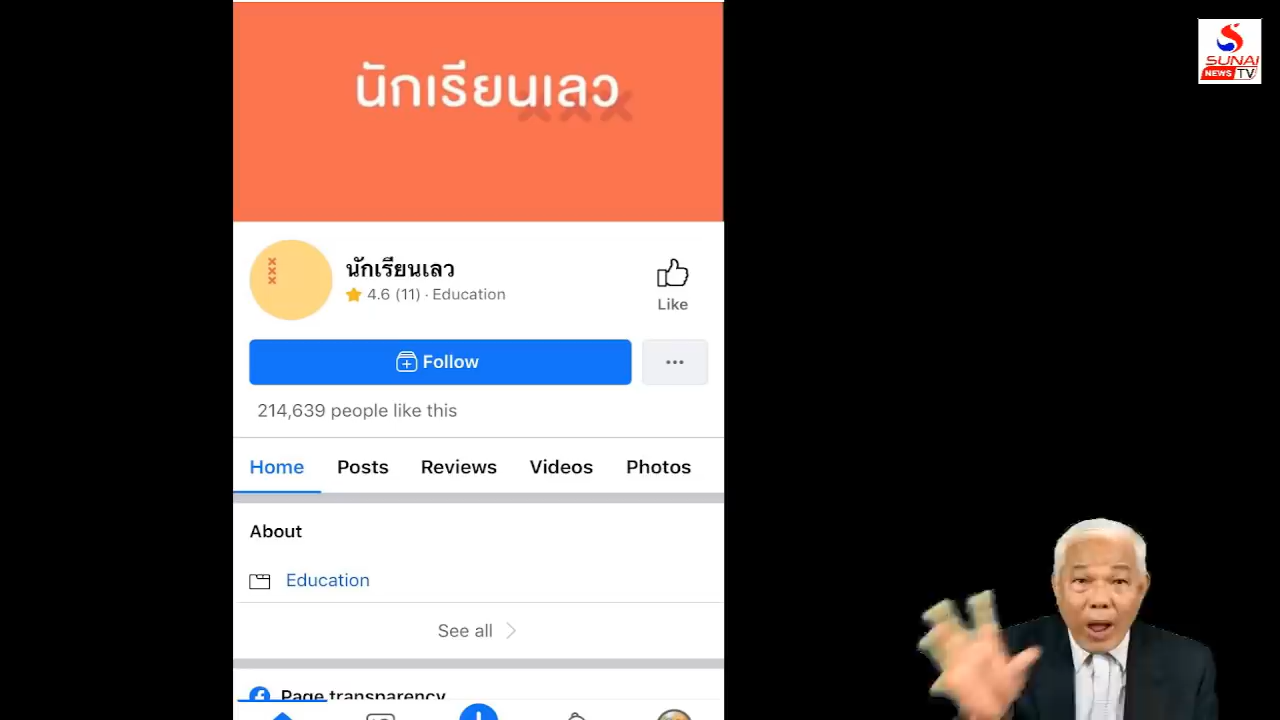 นักเรียนเลว
xxx
SUNAI
NEWS TV
นักเรียนเลว
4.6 (11) · Education
Like
Follow
214,639 people like this
Home Posts Reviews Videos Photos
About
Education
See all
Page transparency